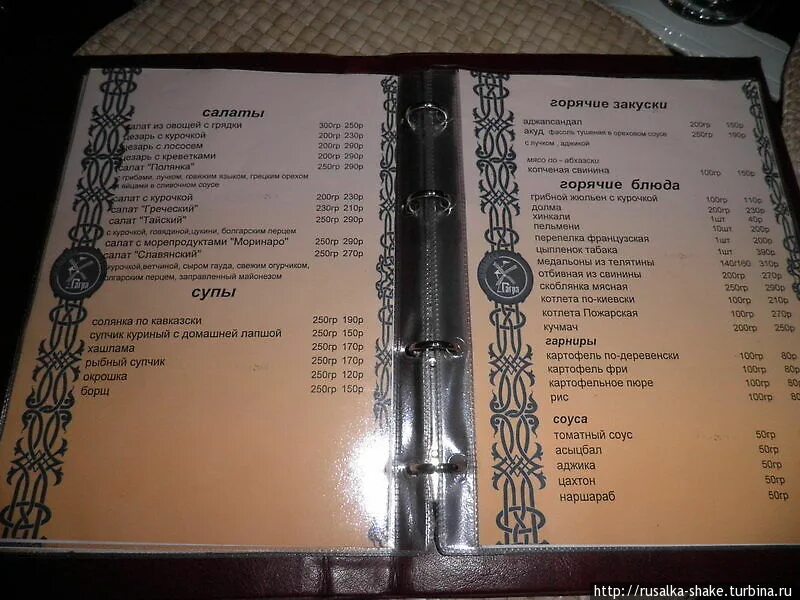 салаты
салат из овощей с грядки 300гр 250р
цезарь с курочкой 200гр 230р
цезарь с лососем 200гр 290р
цезарь с креветками 200гр 290р
салат "Полянка" 250гр 290р
с грибами, лучком, говяжим языком, грецким орехом
и яйцами в сливочном соусе
салат с курочкой 200гр 230р
салат "Греческий" 230гр 210р
салат "Тайский" 250гр 290р
с курочкой, говядиной,цукини, болгарским перцем
салат с морепродуктами "Моринаро" 250гр 290р
салат "Славянский" 250гр 270р
с курочкой,ветчиной, сыром гауда, свежим огурчиком,
болгарским перцем, заправленный майонезом
супы
солянка по кавказски 250гр 190р
супчик куриный с домашней лапшой 250гр 150р
хашлама 250гр 170р
рыбный супчик 250гр 170р
окрошка 250гр 120р
борщ 250гр 150р
горячие закуски
аджапсандал 200гр 150р
акуд фасоль тушеная в ореховом соусе 250гр 190р
с лучком , аджикой
мясо по - абхазски
копченая свинина 100гр 150р
горячие блюда
грибной жюльен с курочкой 100гр 110р
долма 200гр 230р
хинкали 1шт 40р
пельмени 10шт 200р
перепелка французская 1шт 200р
цыпленок табака 1шт 390р
медальоны из телятины 140/160 310р
отбивная из свинины 200гр 270р
скоблянка мясная 250гр 290р
котлета по-киевски 100гр 210р
котлета Пожарская 100гр 270р
кучмач 200гр 250р
гарниры
картофель по-деревенски 100гр 80р
картофель фри 100гр 80р
картофельное пюре 100гр 80р
рис 100гр 80р
соуса
томатный соус 50гр
асыцбал 50гр
аджика 50гр
цахтон 50гр
наршараб 50гр
Гагра
http://rusalka-shake.turbina.ru